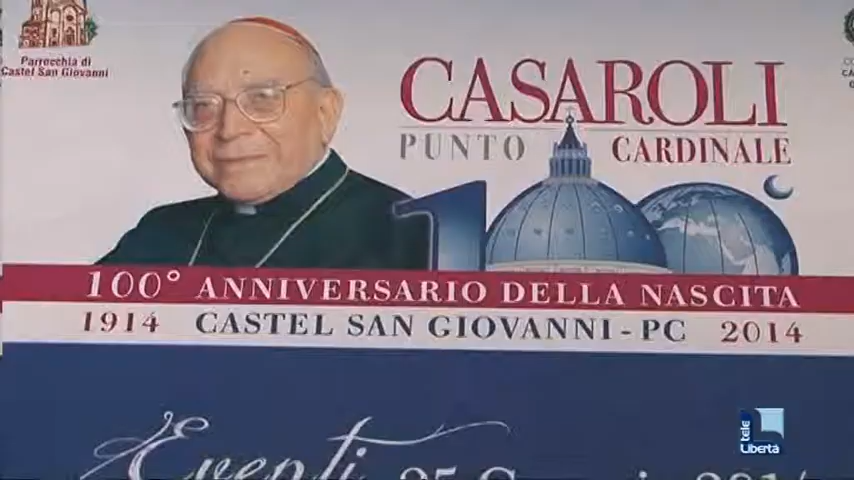 Parrocchia di
Castel San Giovanni
CASAROLI
PUNTO CARDINALE
100°
100° ANNIVERSARIO DELLA NASCITA
1914 CASTEL SAN GIOVANNI - PC 2014
Eventi
tele
Libertà